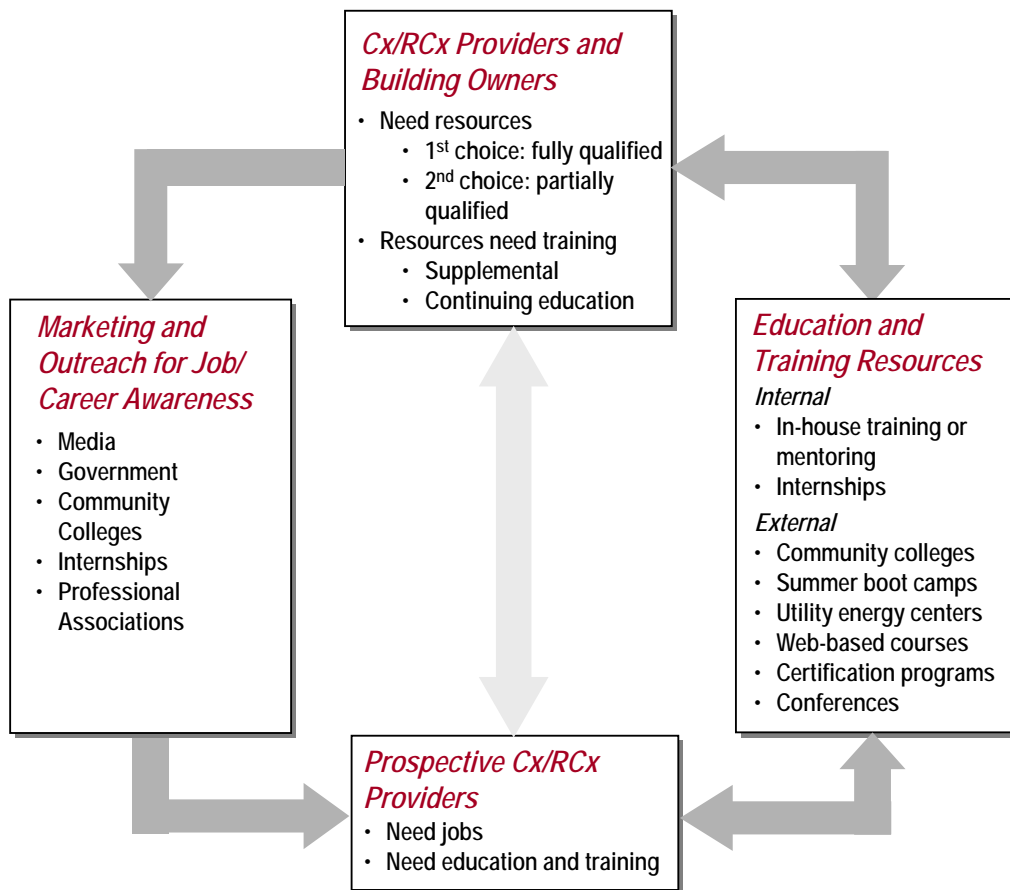 Cx/RCx Providers and
Building Owners
• Need resources
• 1st choice: fully qualified
• 2nd choice: partially
qualified
• Resources need training
• Supplemental
• Continuing education
Marketing and
Outreach for Job/
Career Awareness
• Media
• Government
• Community
Colleges
• Internships
• Professional
Associations
Education and
Training Resources
Internal
• In-house training or
mentoring
• Internships
External
• Community colleges
• Summer boot camps
• Utility energy centers
• Web-based courses
• Certification programs
• Conferences
Prospective Cx/RCx
Providers
• Need jobs
• Need education and training